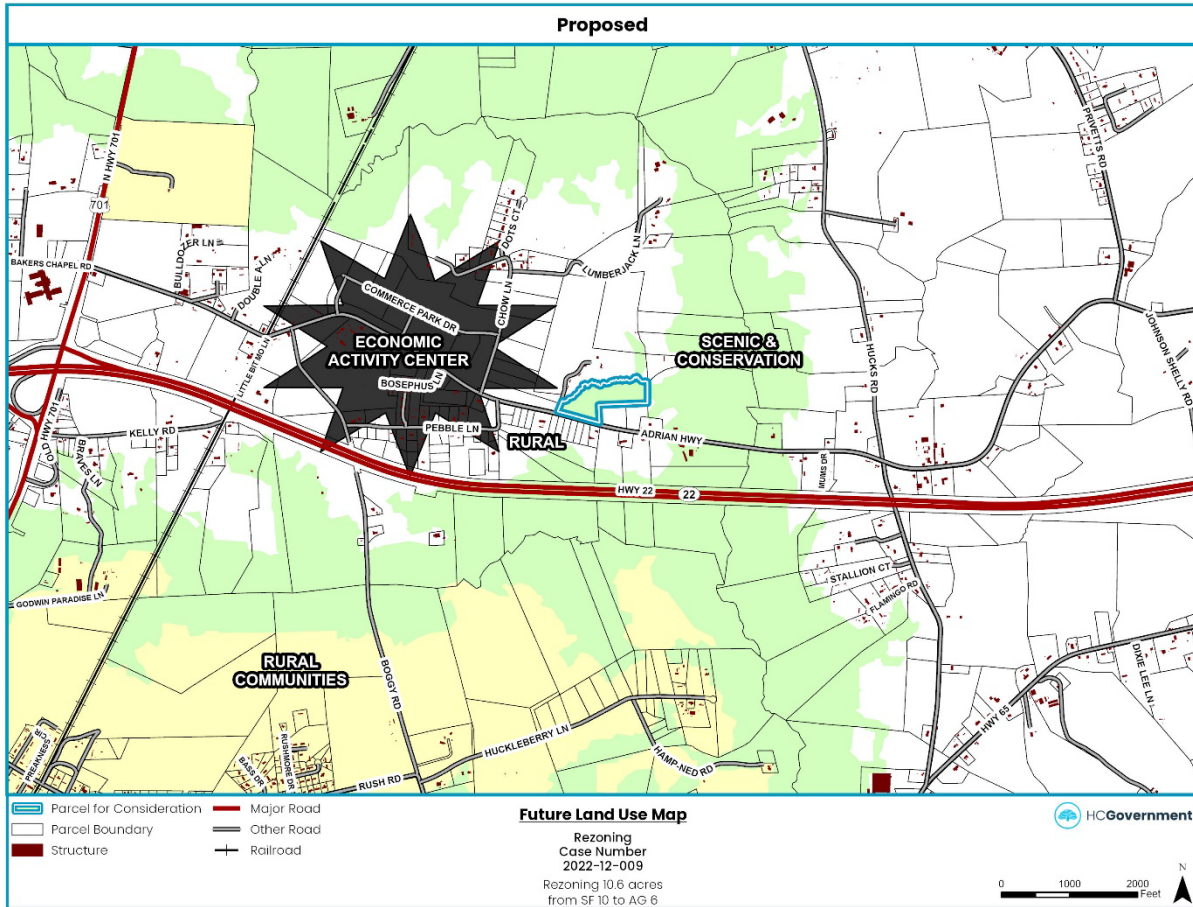 Proposed
N HWY 701
701
BAKERS CHAPEL RD
BULLDOZER LN
DOUBLE A LN
LITTLE BIT MO LN
COMMERCE PARK DR
DOTS CT
CHOW LN
LUMBERJACK LN
ECONOMIC
ACTIVITY CENTER
BOSEPHUS LN
PEBBLE LN
RURAL
SCENIC &
CONSERVATION
ADRIAN HWY
HUCKS RD
PRIVETTS RD
JOHNSON SHELLY RD
MUMS DR
HWY 22
22
OLD HWY 701
KELLY RD
BRAVES LN
GODWIN PARADISE LN
STALLION CT
FLAMINGO RD
RURAL
COMMUNITIES
BOGGY RD
HUCKLEBERRY LN
HAMP-NED RD
RUSH RD
RUSHMORE DR
BASS DR
PREAKNESS CIR
HWY 65
DIXIE LEE LN
Parcel for Consideration
Parcel Boundary
Structure
Major Road
Other Road
Railroad
Future Land Use Map
Rezoning
Case Number
2022-12-009
Rezoning 10.6 acres
from SF 10 to AG 6
HCGovernment
0 1000 2000
Feet
N